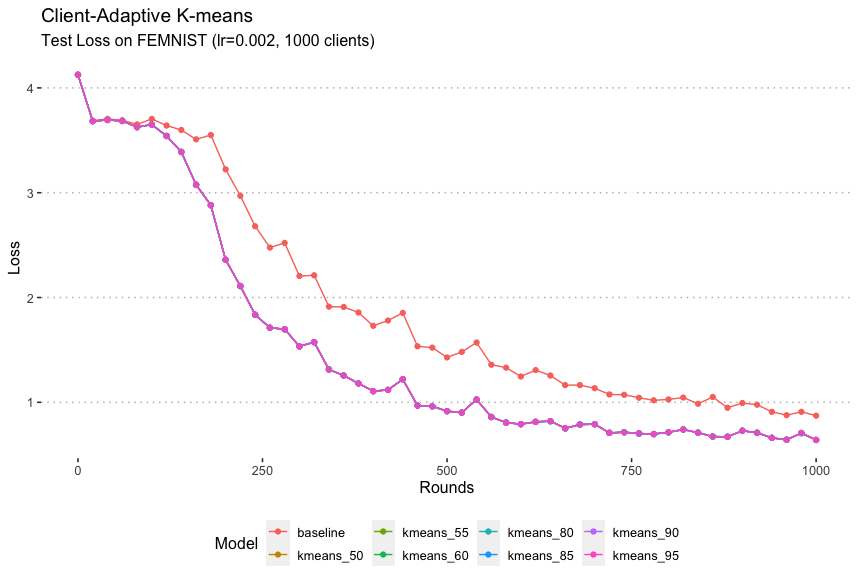 Client-Adaptive K-means
Test Loss on FEMNIST (lr=0.002, 1000 clients)
4
3
2
1
Loss
0 250 500 750 1000
Rounds
Model
baseline kmeans_55 kmeans_80 kmeans_90
kmeans_50 kmeans_60 kmeans_85 kmeans_95